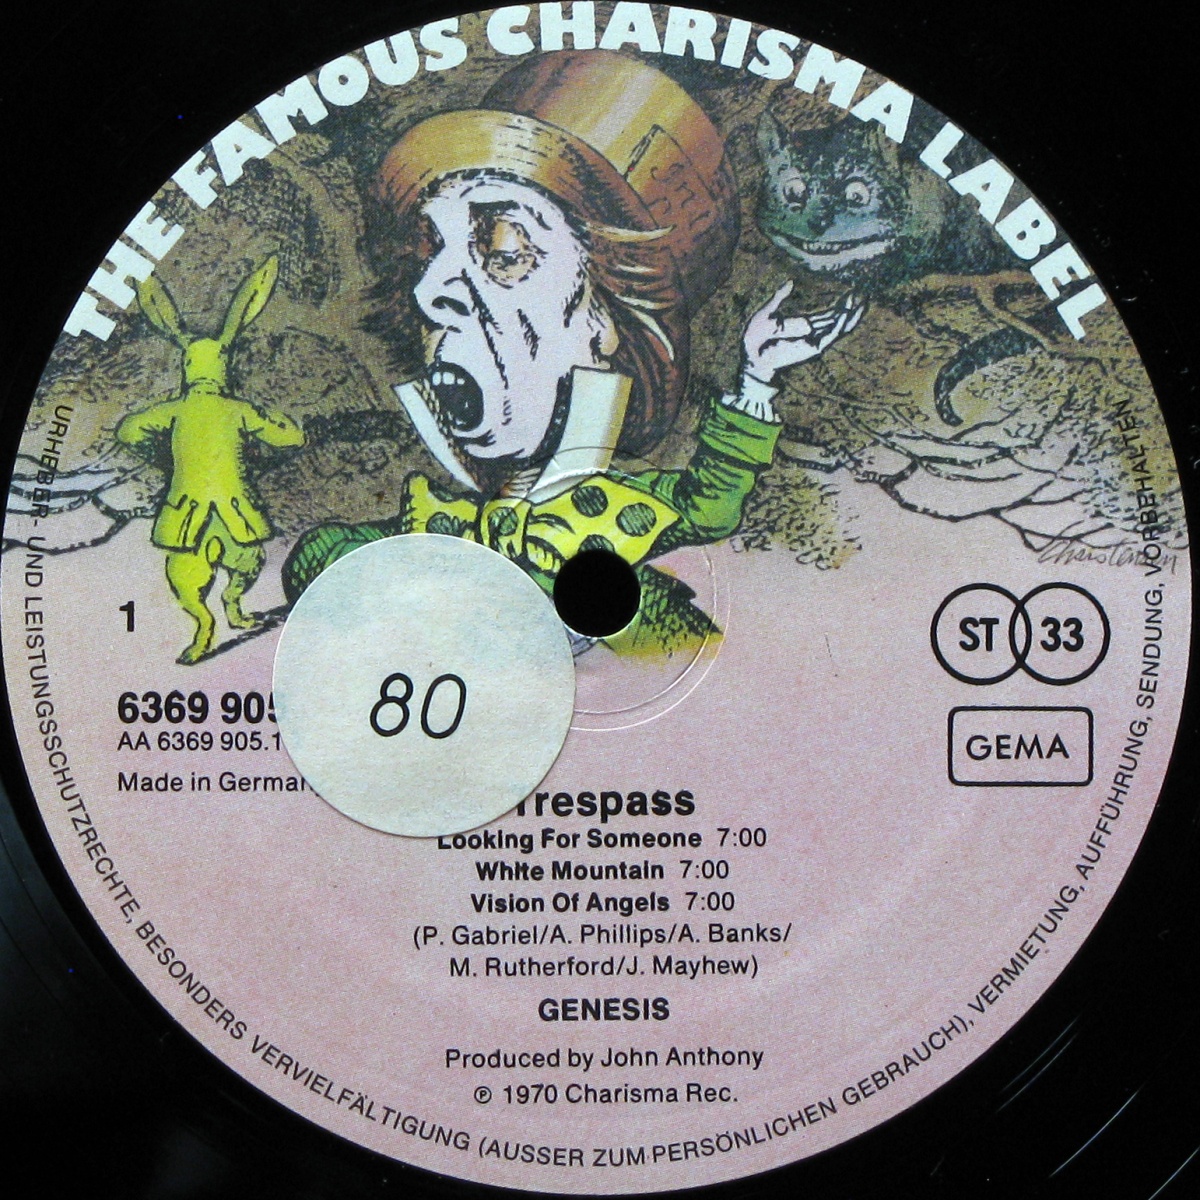 THE FAMOUS CHARISMA LABEL
Charstensen
1
ST 33
6369 905
AA 6369 905.1
GEMA
Made in German
80
Trespass
Looking For Someone 7:00
White Mountain 7:00
Vision Of Angels 7:00
(P. Gabriel/A. Phillips/A. Banks/
M. Rutherford/J. Mayhew)
GENESIS
Produced by John Anthony
℗ 1970 Charisma Rec.
URHEBER- UND LEISTUNGSSCHUTZRECHTE, BESONDERS VERVIELFÄLTIGUNG (AUSSER ZUM PERSÖNLICHEN GEBRAUCH), VERMIETUNG, AUFFÜHRUNG, SENDUNG, VORBEHALTEN